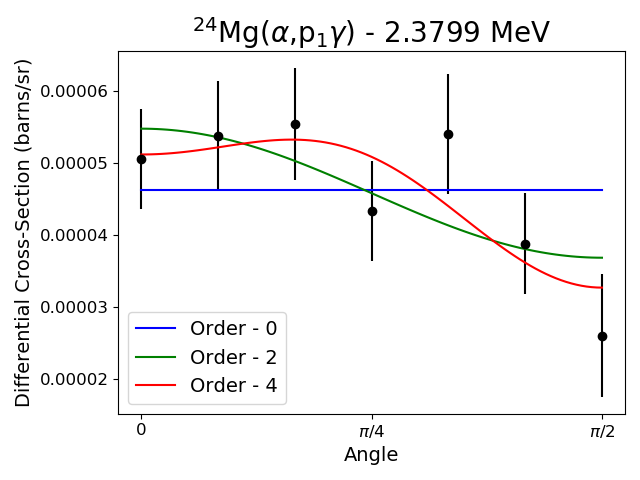 ²⁴Mg(α,p₁γ) - 2.3799 MeV
Differential Cross-Section (barns/sr)
0.00006
0.00005
0.00004
0.00003
0.00002
Order - 0
Order - 2
Order - 4
0
π/4
π/2
Angle